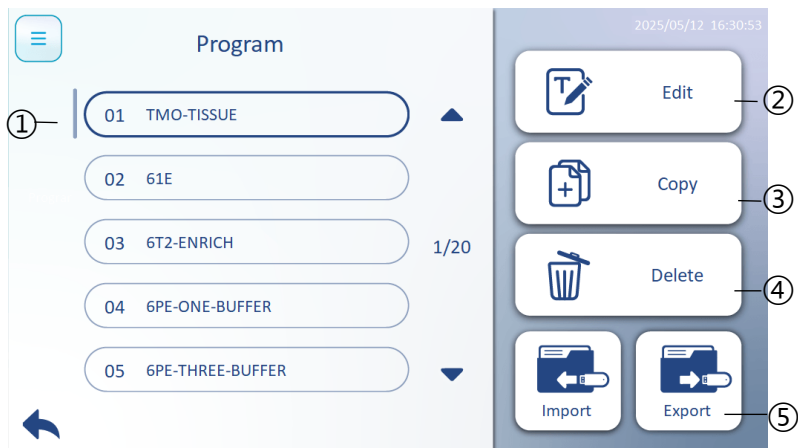 2025/05/12 16:30:53
Program
① 01 TMO-TISSUE
02 61E
03 6T2-ENRICH
1/20
04 6PE-ONE-BUFFER
05 6PE-THREE-BUFFER
T Edit ②
Copy ③
Delete ④
Import
Export ⑤